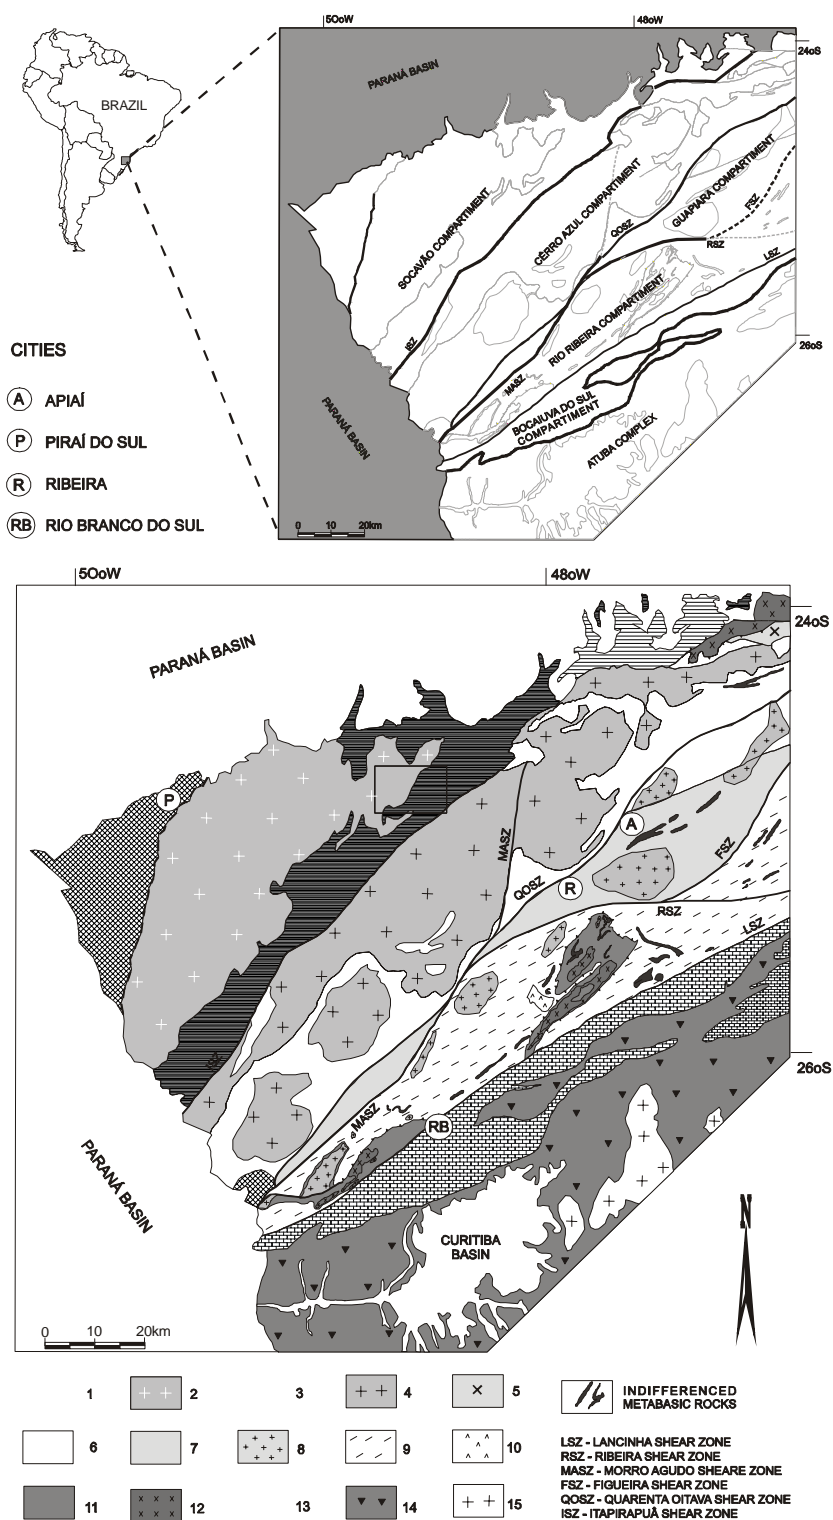 50oW
48oW
24oS
BRAZIL
PARANÁ BASIN
SOCAVÃO COMPARTMENT
CÊRRO AZUL COMPARTMENT
GUAPIARA COMPARTMENT
QOSZ
FSZ
RSZ
LSZ
ISZ
RIO RIBEIRA COMPARTMENT
MASZ
26oS
BOCAIUVA DO SUL
COMPARTMENT
ATUBA COMPLEX
PARANÁ BASIN
0 10 20km
CITIES
A APIAÍ
P PIRAÍ DO SUL
R RIBEIRA
RB RIO BRANCO DO SUL
50oW
48oW
24oS
PARANÁ BASIN
P
A
MASZ
FSZ
QOSZ
R
RSZ
LSZ
ISZ
26oS
MASZ
RB
PARANÁ BASIN
CURITIBA
BASIN
N
0 10 20km
1 2 3 4 5
INDIFFERENCED
METABASIC ROCKS
6 7 8 9 10
11 12 13 14 15
LSZ - LANCINHA SHEAR ZONE
RSZ - RIBEIRA SHEAR ZONE
MASZ - MORRO AGUDO SHEARE ZONE
FSZ - FIGUEIRA SHEAR ZONE
QOSZ - QUARENTA OITAVA SHEAR ZONE
ISZ - ITAPIRAPUÃ SHEAR ZONE